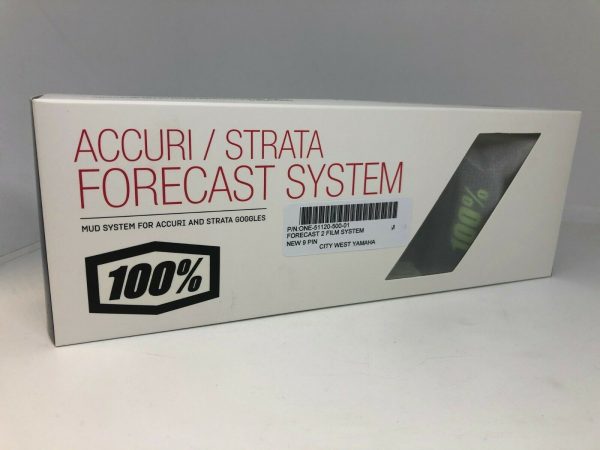 ACCURI / STRATA
FORECAST SYSTEM
MUD SYSTEM FOR ACCURI AND STRATA GOGGLES
100%
P/N:ONE-51120-500-01
FORECAST 2 FILM SYSTEM
NEW 9 PIN
CITY WEST YAMAHA
100%